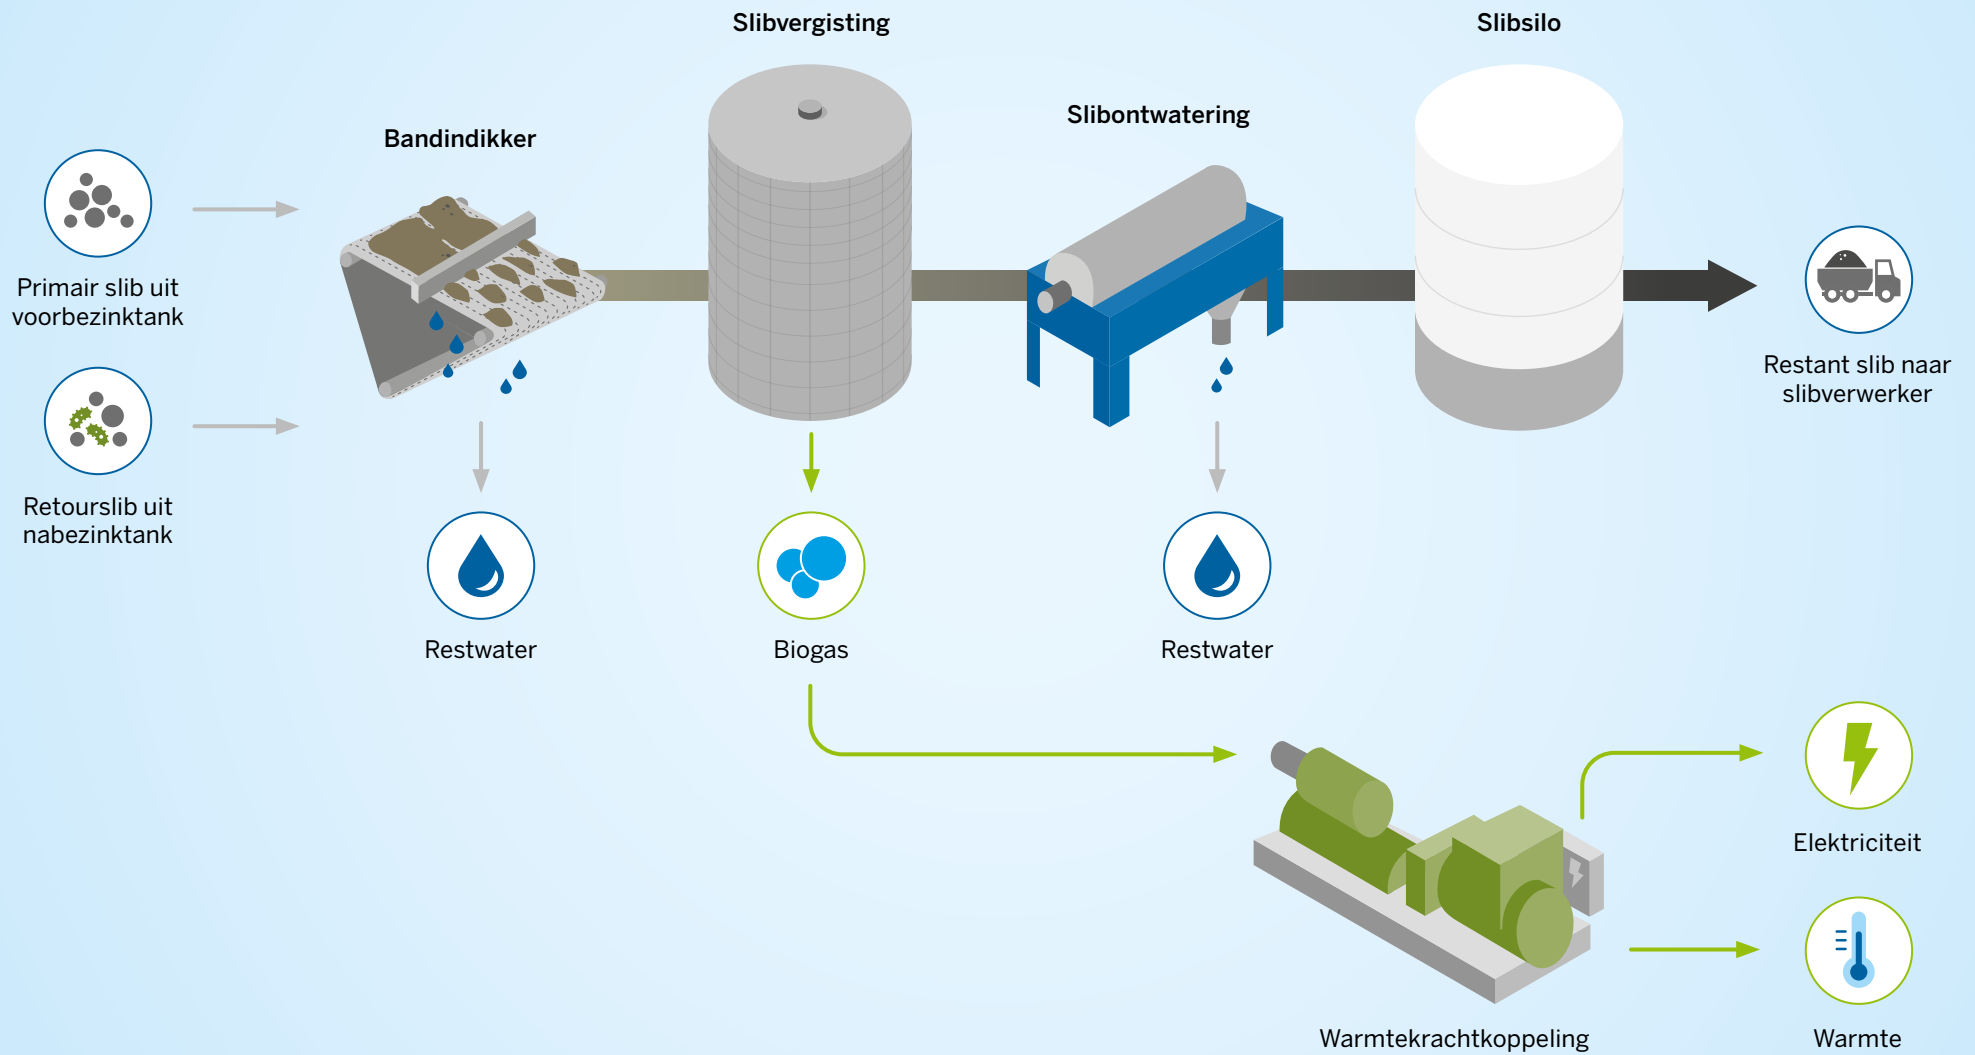 Slibvergisting
Slibsilo
Slibontwatering
Bandindikker
Primair slib uit
voorbezinktank
Restant slib naar
slibverwerker
Retourslib uit
nabezinktank
Restwater
Biogas
Restwater
Elektriciteit
Warmtekrachtkoppeling
Warmte